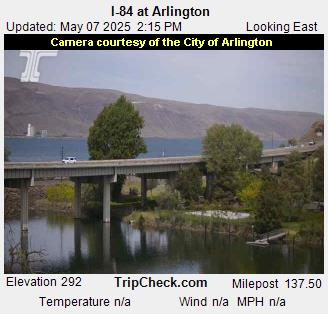 I-84 at Arlington
Updated: May 07 2025 2:15 PM Looking East
Camera courtesy of the City of Arlington
Elevation 292 TripCheck.com Milepost 137.50
Temperature n/a Wind n/a MPH n/a